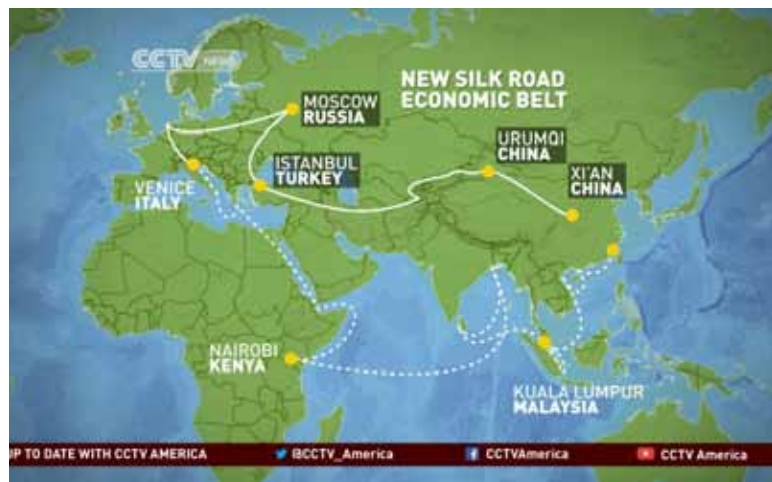 CCTV NEWS
NEW SILK ROAD
ECONOMIC BELT
MOSCOW
RUSSIA
URUMQI
CHINA
ISTANBUL
TURKEY
XI'AN
CHINA
VENICE
ITALY
NAIROBI
KENYA
KUALA LUMPUR
MALAYSIA
UP TO DATE WITH CCTV AMERICA @CCTV_America CCTVAmerica CCTV America